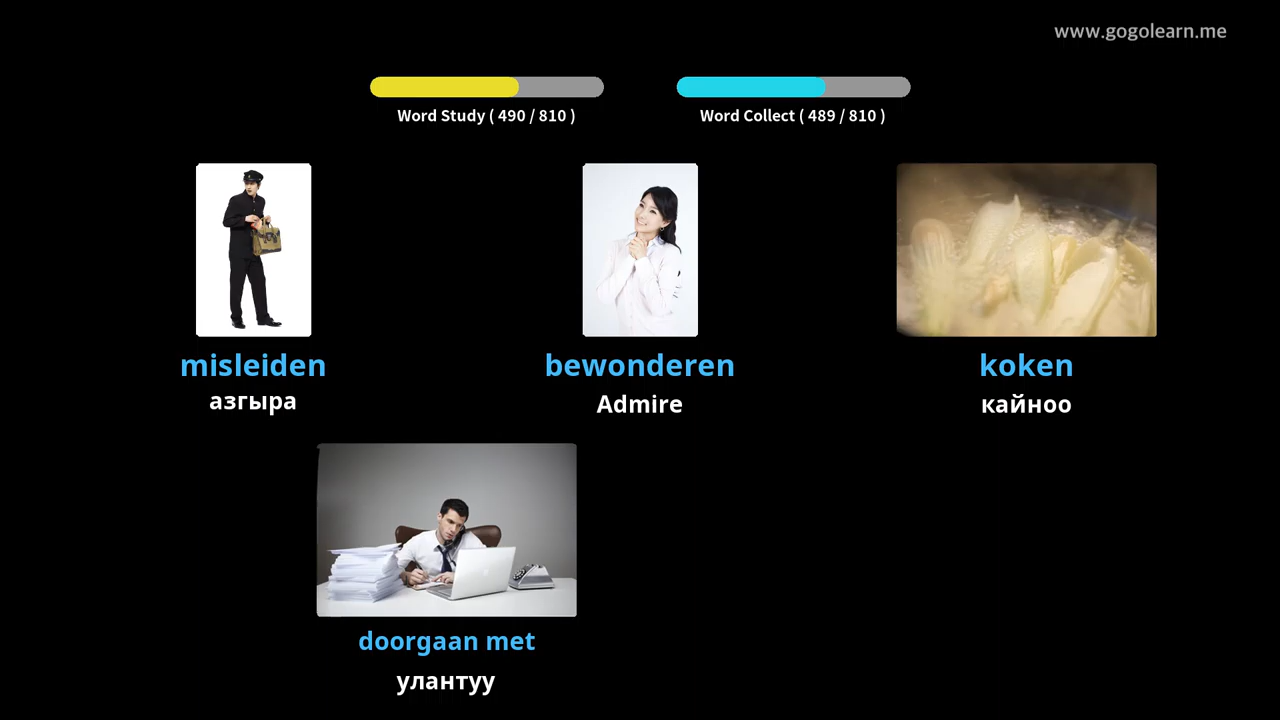 www.gogolearn.me
Word Study ( 490 / 810 )
Word Collect ( 489 / 810 )
misleiden
азгыра
bewonderen
Admire
koken
кайноо
doorgaan met
улантуу